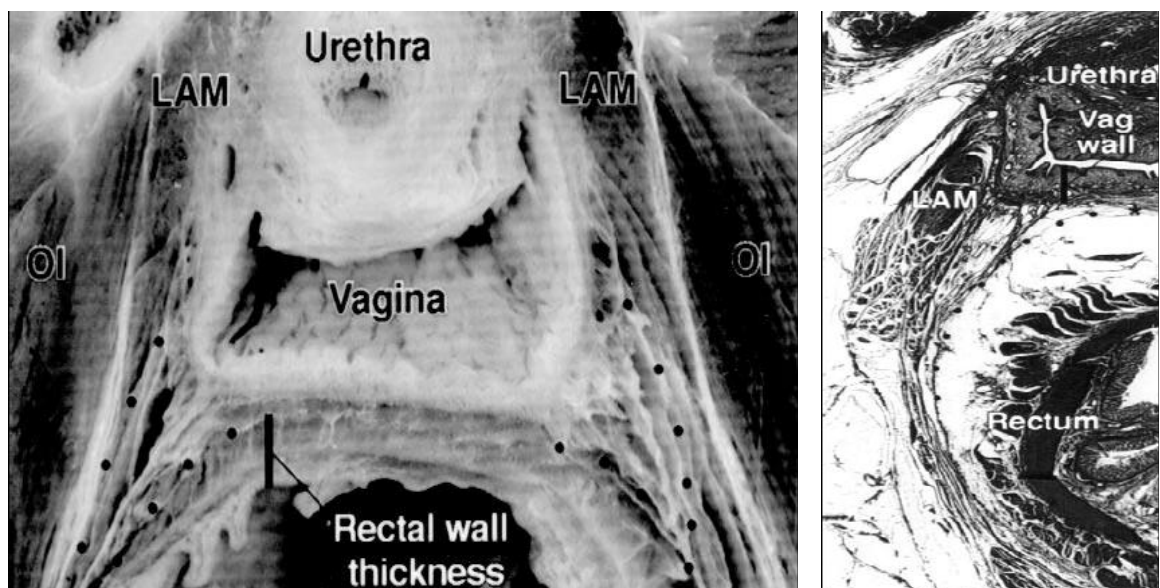 Urethra
LAM
LAM
OI
OI
Vagina
Rectal wall
thickness
Urethra
Vag
wall
LAM
Rectum